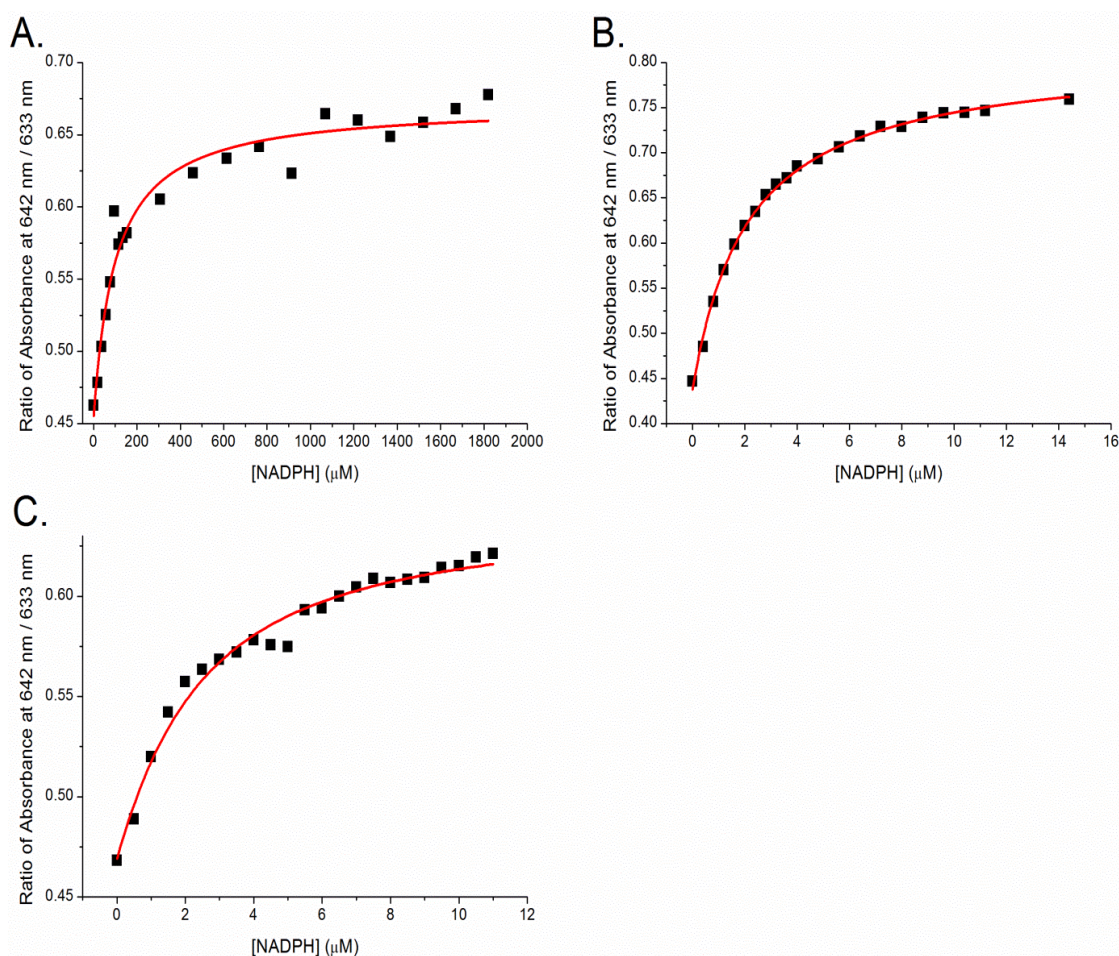 A.
Ratio of Absorbance at 642 nm / 633 nm
0.70
0.65
0.60
0.55
0.50
0.45
0 200 400 600 800 1000 1200 1400 1600 1800 2000
[NADPH] (μM)
B.
Ratio of Absorbance at 642 nm / 633 nm
0.80
0.75
0.70
0.65
0.60
0.55
0.50
0.45
0.40
0 2 4 6 8 10 12 14 16
[NADPH] (μM)
C.
Ratio of Absorbance at 642 nm / 633 nm
0.60
0.55
0.50
0.45
0 2 4 6 8 10 12
[NADPH] (μM)